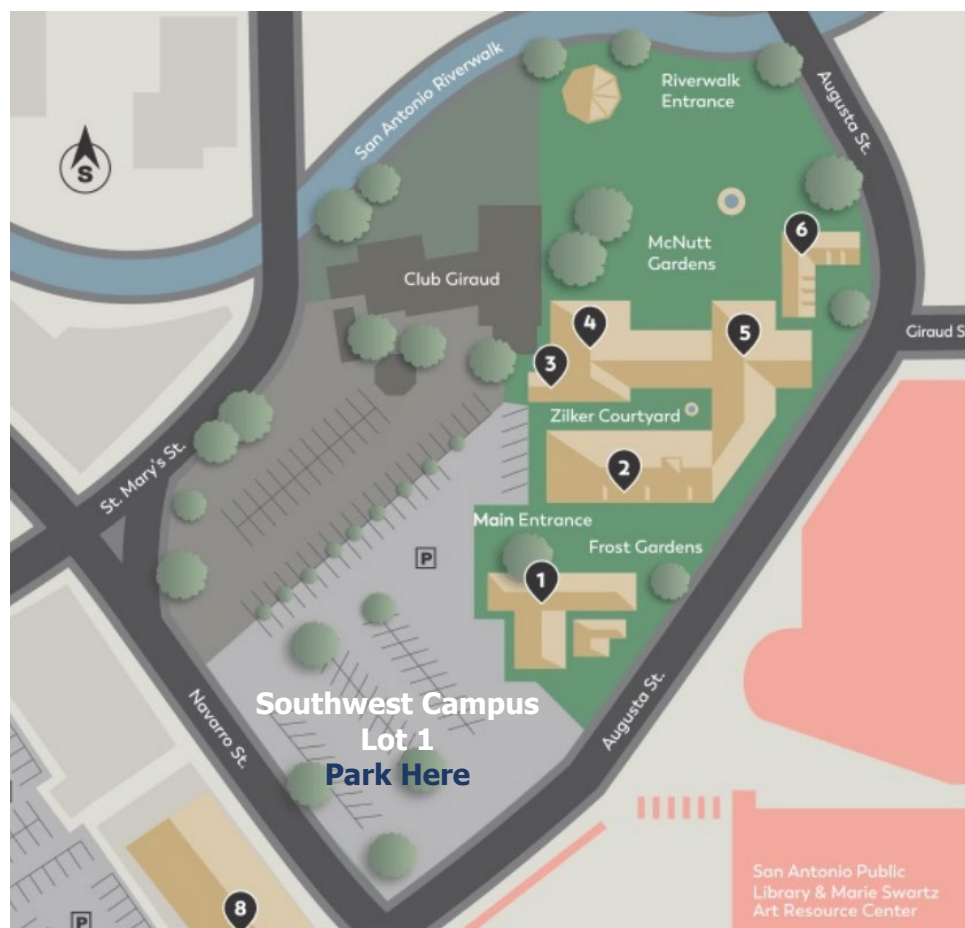 San Antonio Riverwalk
Riverwalk
Entrance
Augusta St.
S
6
McNutt
Gardens
Club Giraud
4
5
Giraud S
3
Zilker Courtyard
St. Mary's St.
2
Main Entrance
P
Frost Gardens
1
Southwest Campus
Lot 1
Park Here
Navarro St.
Augusta St.
San Antonio Public
Library & Marie Swartz
Art Resource Center
8
P